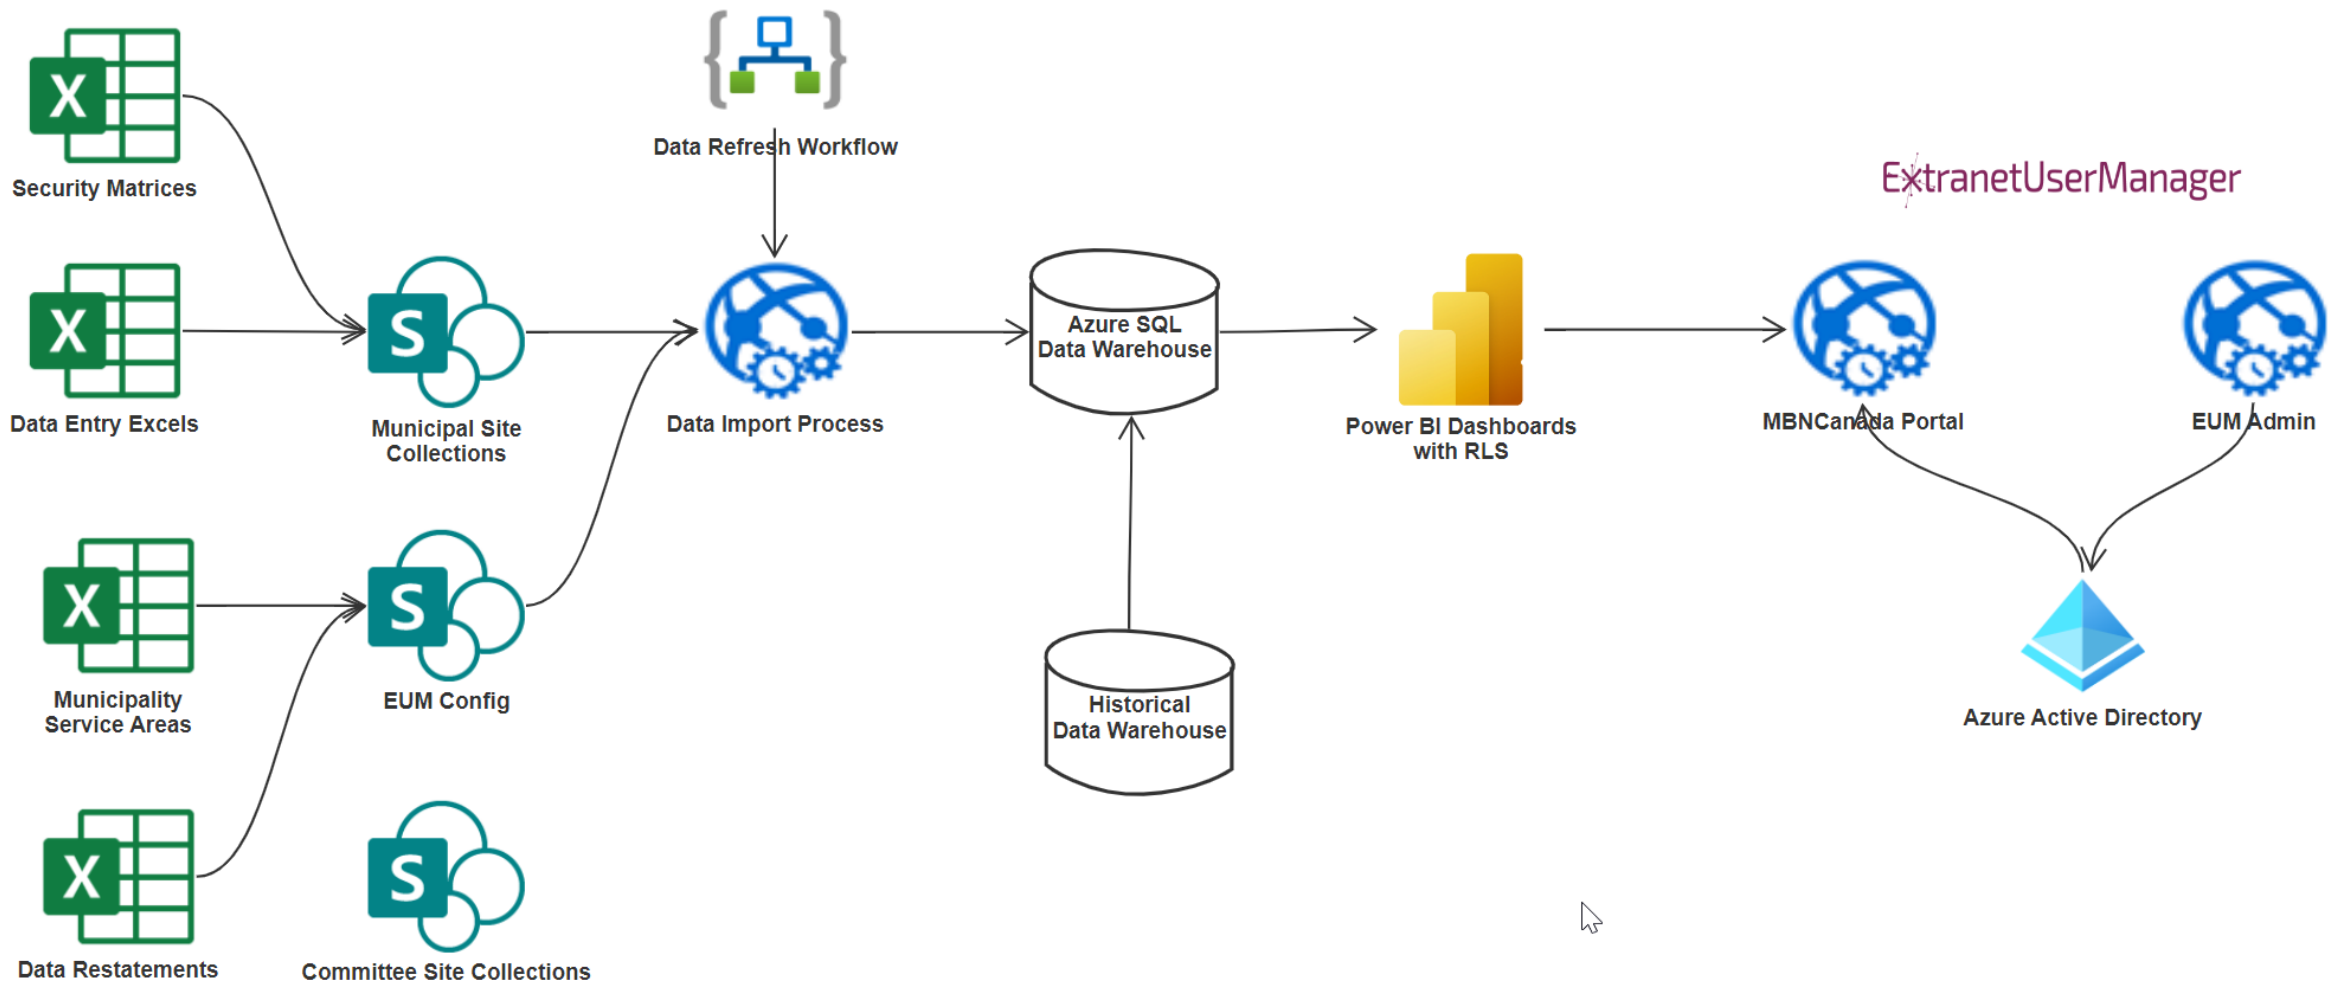 Data Refresh Workflow
ExtranetUserManager
X
Security Matrices
X
Data Entry Excels
S
Municipal Site
Collections
Data Import Process
Azure SQL
Data Warehouse
Power BI Dashboards
with RLS
MBNCanada Portal
EUM Admin
X
Municipality
Service Areas
S
EUM Config
Historical
Data Warehouse
Azure Active Directory
X
Data Restatements
S
Committee Site Collections